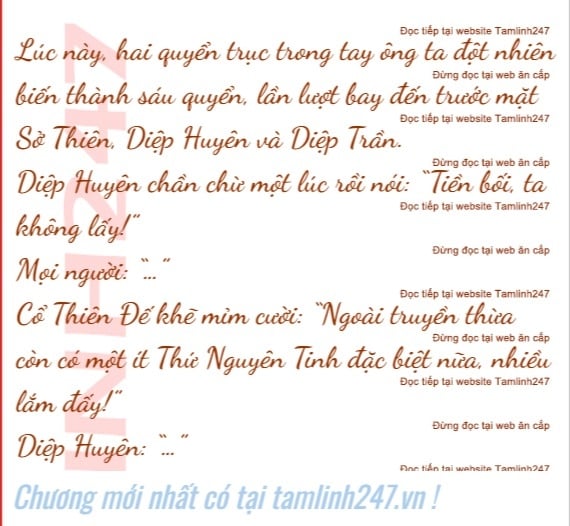 Đọc tiếp tại website Tamlinh247
Lúc này, hai quyển trục trong tay ông ta đột nhiên
Đừng đọc tại web ăn cắp
biến thành sáu quyển, lần lượt bay đến trước mặt
Đọc tiếp tại website Tamlinh247
Sở Thiên, Diệp Huyên và Diệp Trần.
Đừng đọc tại web ăn cắp
Diệp Huyên chần chừ một lúc rồi nói: “Tiền bối, ta
Đọc tiếp tại website Tamlinh247
không lấy!”
Đừng đọc tại web ăn cắp
Mọi người: “…”
Đọc tiếp tại website Tamlinh247
Cổ Thiên Đế khẽ mỉm cười: “Ngoài truyền thừa
Đừng đọc tại web ăn cắp
còn có một ít Thứ Nguyên Tinh đặc biệt nữa, nhiều
Đọc tiếp tại website Tamlinh247
lắm đấy!”
Đừng đọc tại web ăn cắp
Diệp Huyên: “…”
Đọc tiếp tại website Tamlinh247
INH247
Chương mới nhất có tại tamlinh247.vn !